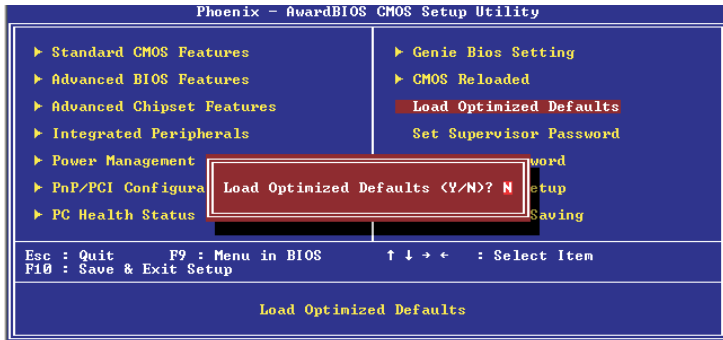 Phoenix - AwardBIOS CMOS Setup Utility
Standard CMOS Features
Advanced BIOS Features
Advanced Chipset Features
Integrated Peripherals
Power Management
PnP/PCI Configura
PC Health Status
Genie Bios Setting
CMOS Reloaded
Load Optimized Defaults
Set Supervisor Password
word
etup
Saving
Load Optimized Defaults (Y/N)? N
Esc : Quit F9 : Menu in BIOS ↑ ↓ → ← : Select Item
F10 : Save & Exit Setup
Load Optimized Defaults